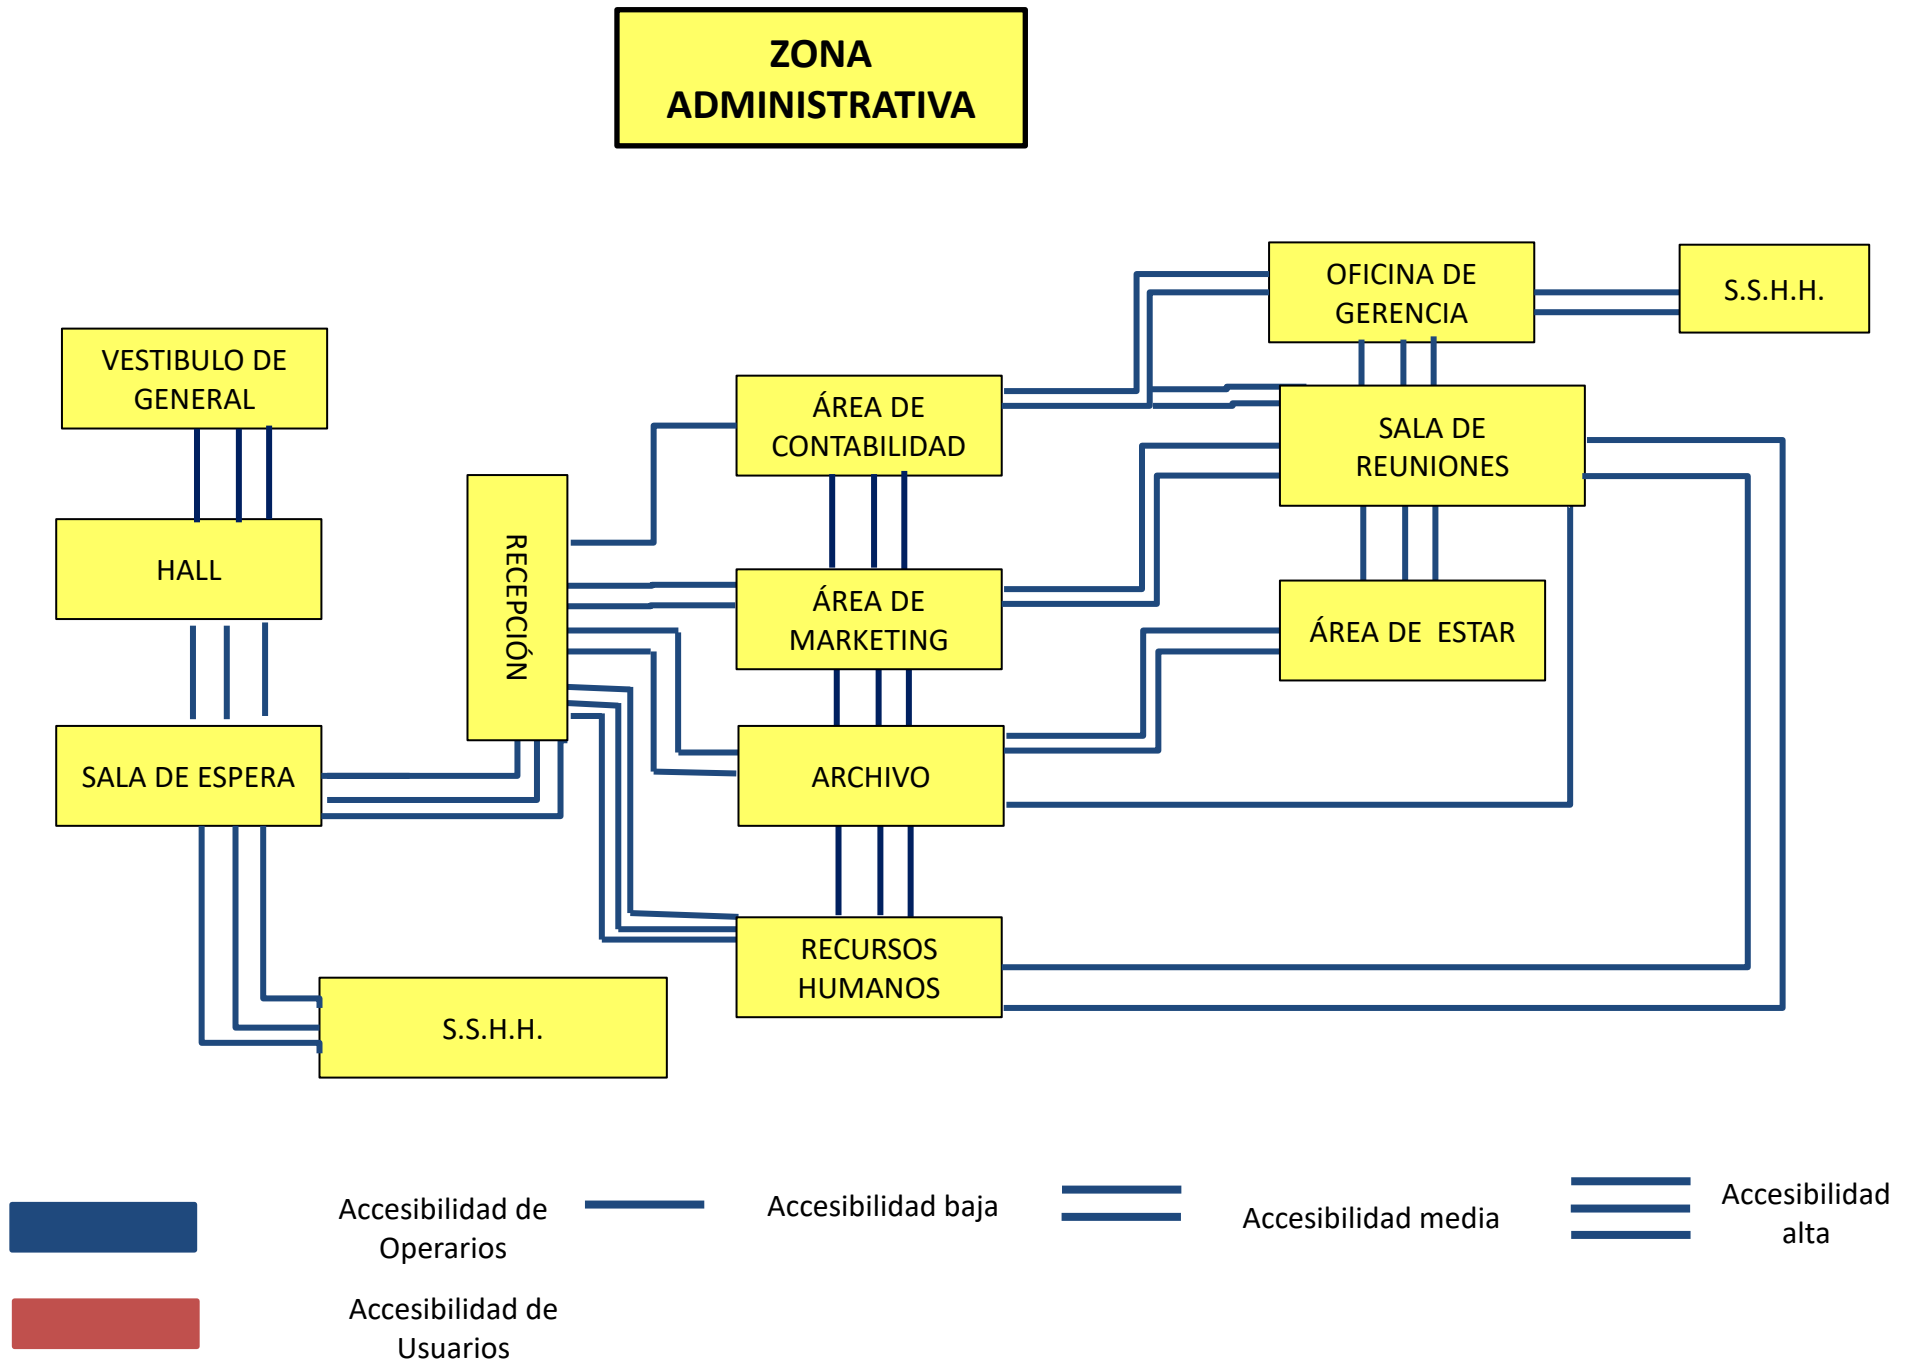 ZONA
ADMINISTRATIVA
OFICINA DE
GERENCIA
S.S.H.H.
VESTIBULO DE
GENERAL
ÁREA DE
CONTABILIDAD
SALA DE
REUNIONES
HALL
RECEPCIÓN
ÁREA DE
MARKETING
ÁREA DE  ESTAR
SALA DE ESPERA
ARCHIVO
RECURSOS
HUMANOS
S.S.H.H.
Accesibilidad de
Operarios
Accesibilidad baja
Accesibilidad media
Accesibilidad
alta
Accesibilidad de
Usuarios